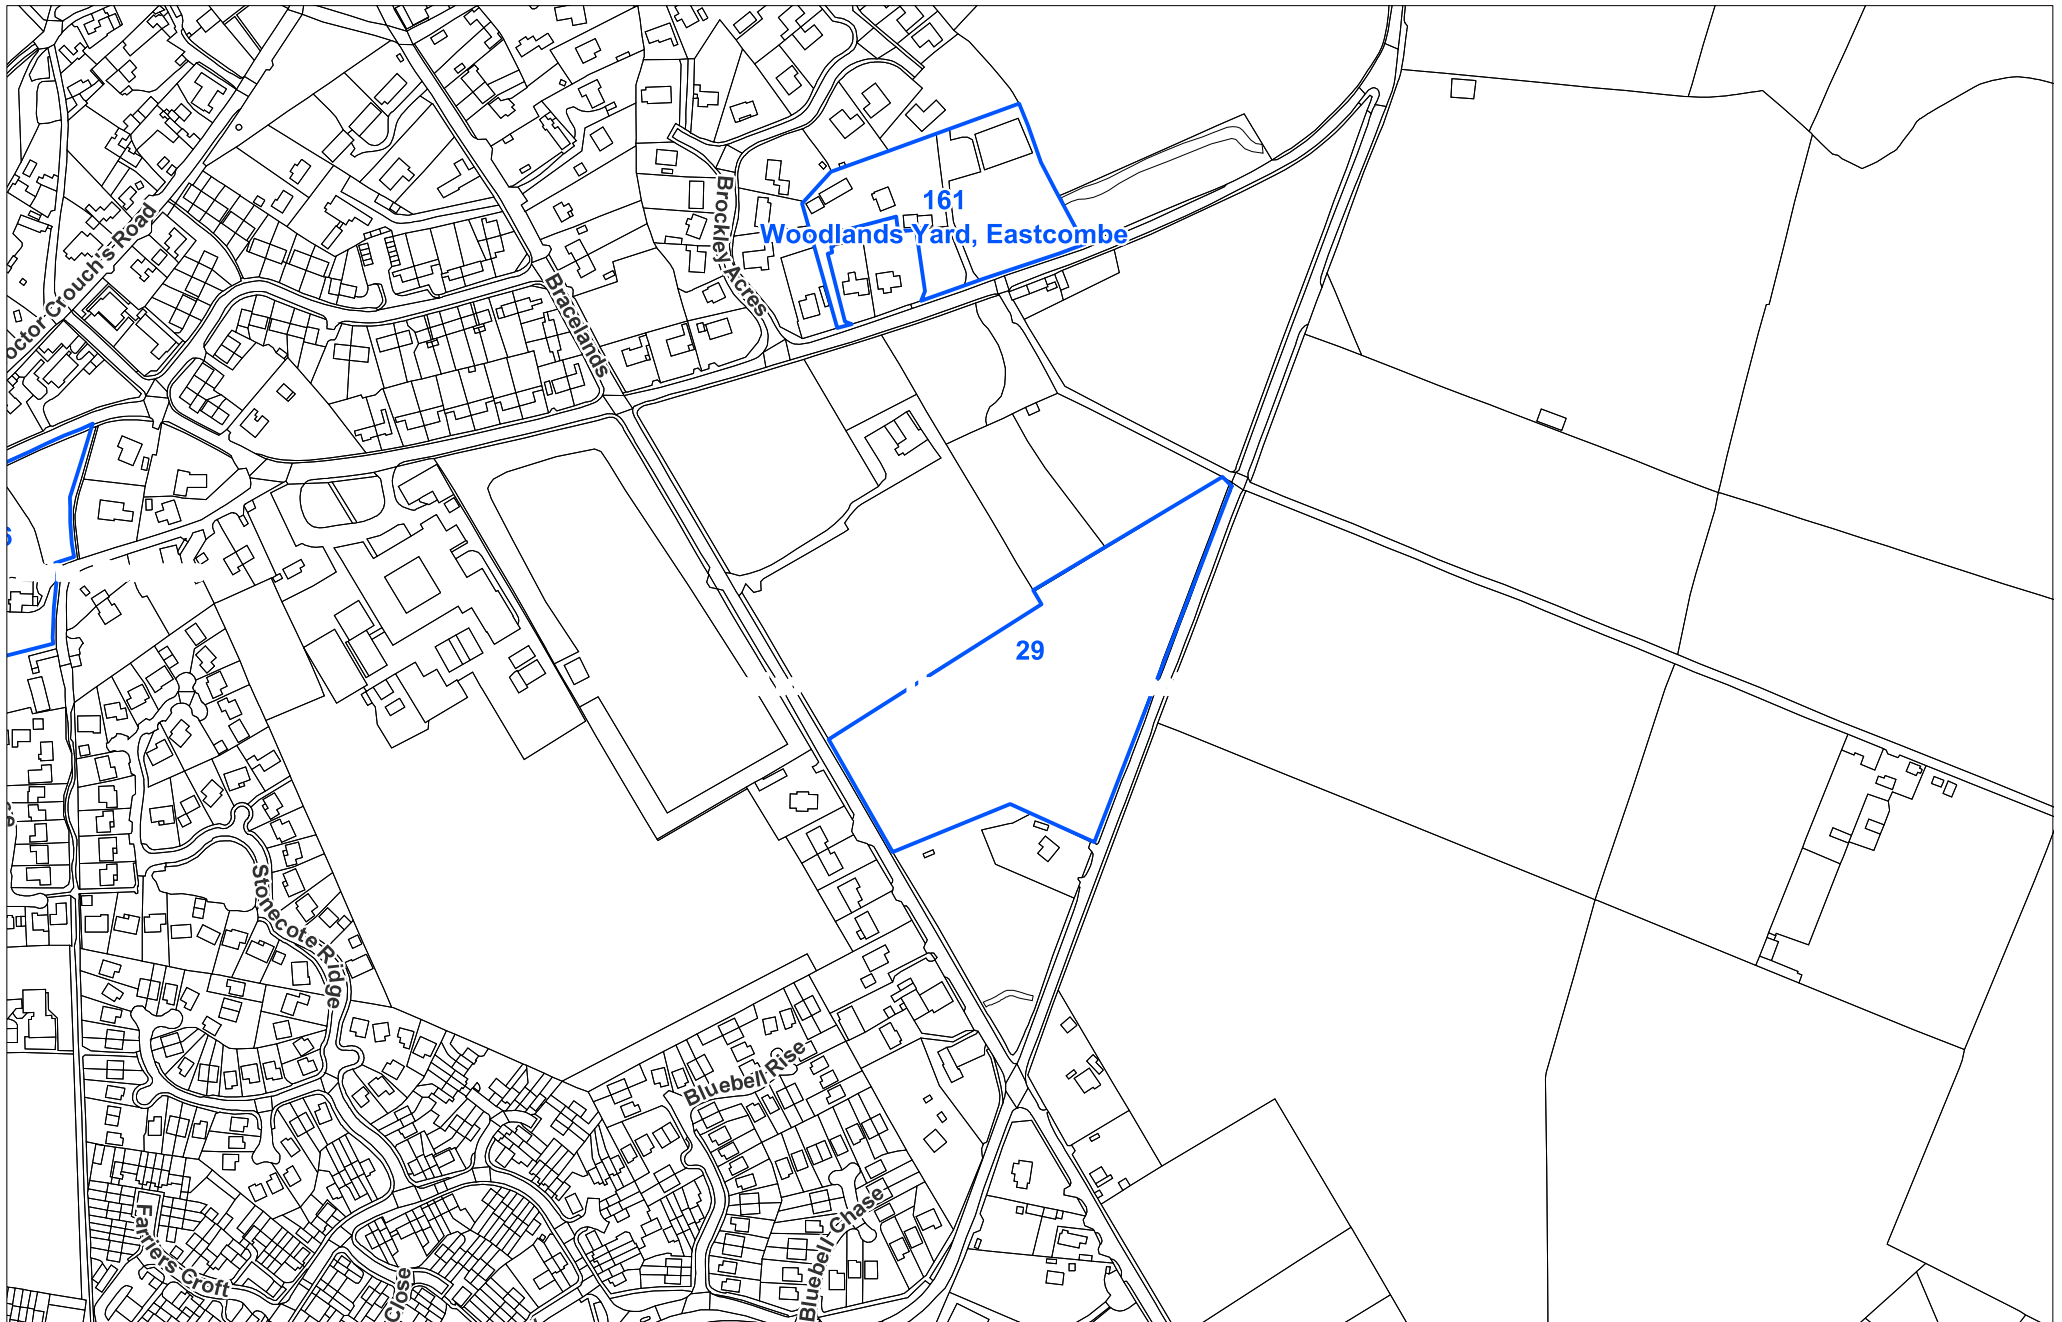 161
Woodlands Yard, Eastcombe
Brockley Acres
octor Crouch's Road
Bracelands
29
Stonecote Ridge
Bluebell Rise
Bluebell Chase
Farriers Croft
Close